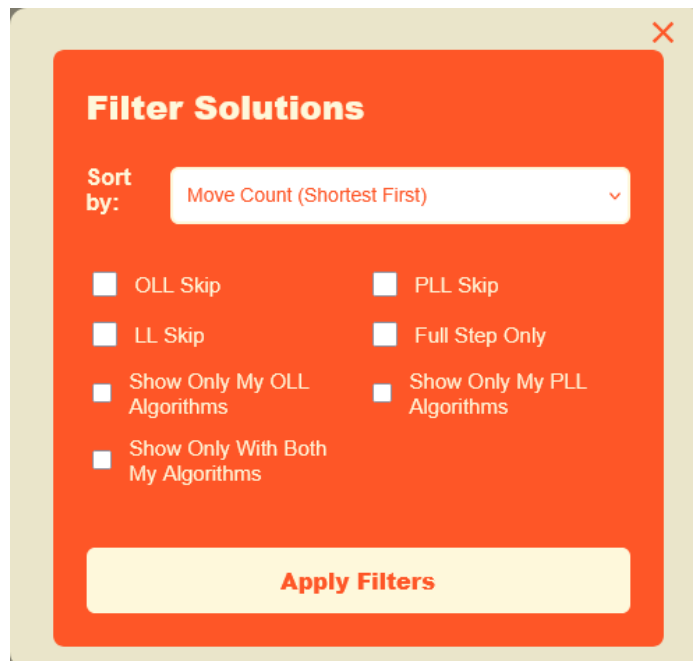 Filter Solutions
Sort
by:
Move Count (Shortest First)
OLL Skip
PLL Skip
LL Skip
Full Step Only
Show Only My OLL
Algorithms
Show Only My PLL
Algorithms
Show Only With Both
My Algorithms
Apply Filters